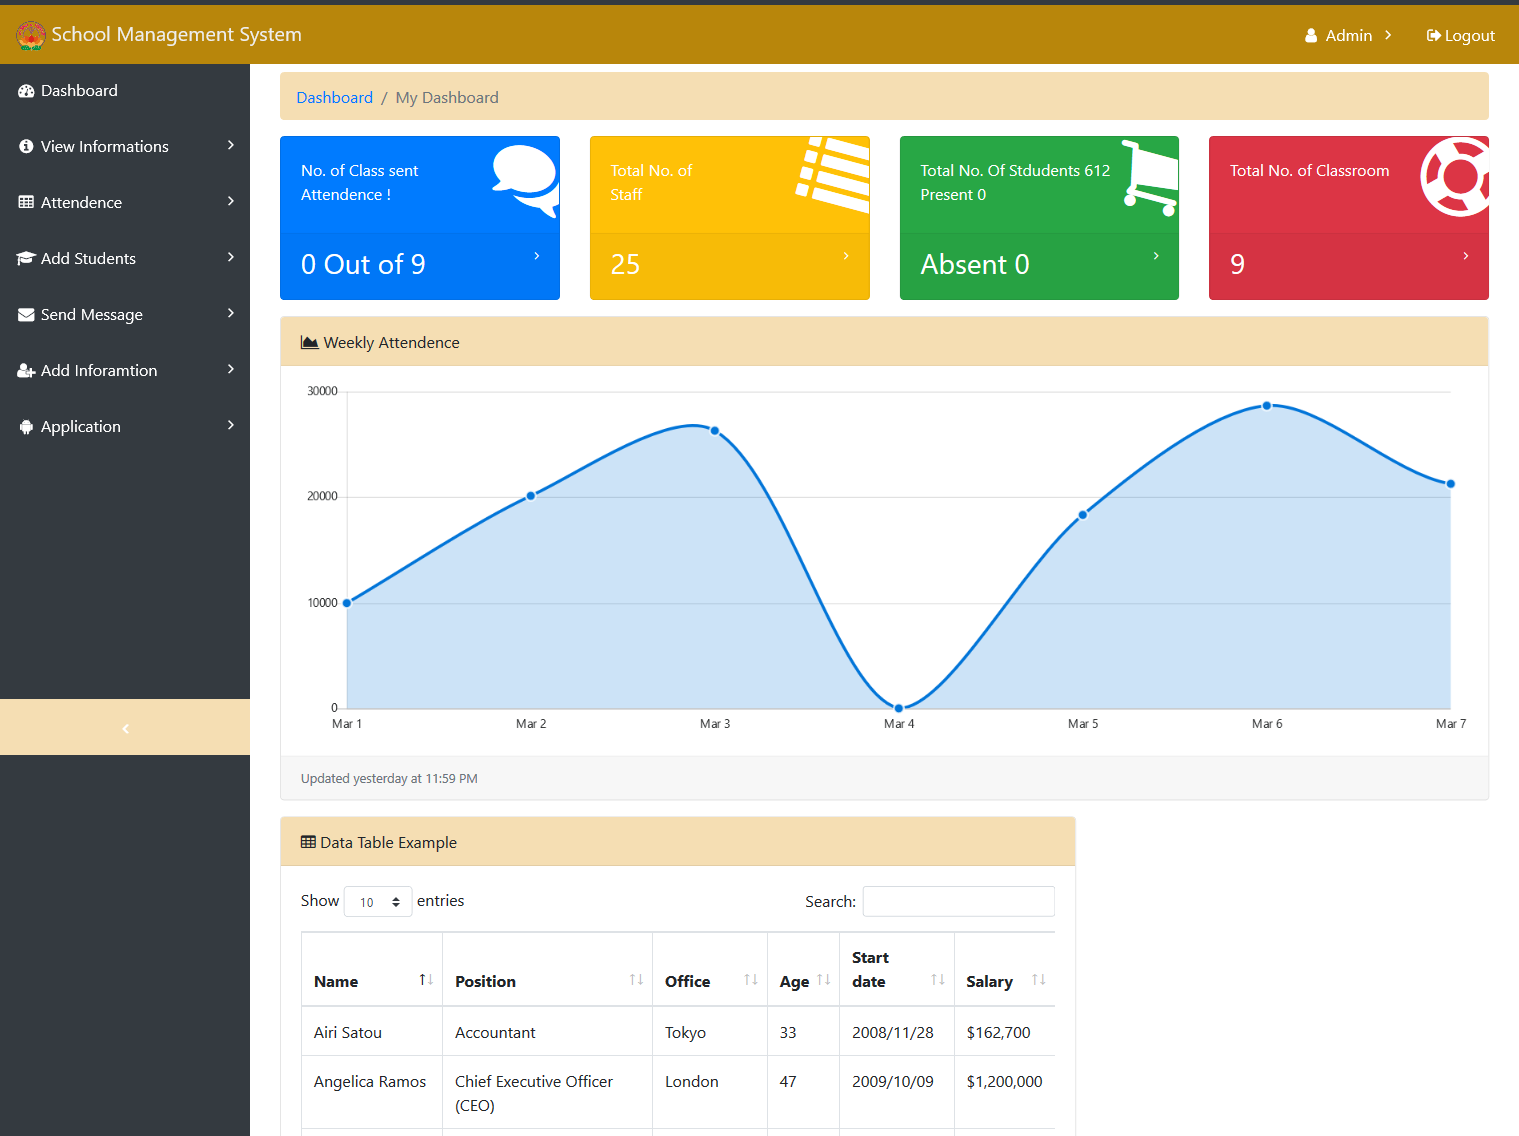 School Management System
Admin
Logout
Dashboard
View Informations
Attendence
Add Students
Send Message
Add Inforamtion
Application
Dashboard / My Dashboard
No. of Class sent
Attendence !
0 Out of 9
Total No. of
Staff
25
Total No. Of Stdudents 612
Present 0
Absent 0
Total No. of Classroom
9
Weekly Attendence
30000
20000
10000
0
Mar 1 Mar 2 Mar 3 Mar 4 Mar 5 Mar 6 Mar 7
Updated yesterday at 11:59 PM
Data Table Example
Show 10 entries Search:
Name Position Office Age Start date Salary
Airi Satou Accountant Tokyo 33 2008/11/28 $162,700
Angelica Ramos Chief Executive Officer (CEO) London 47 2009/10/09 $1,200,000